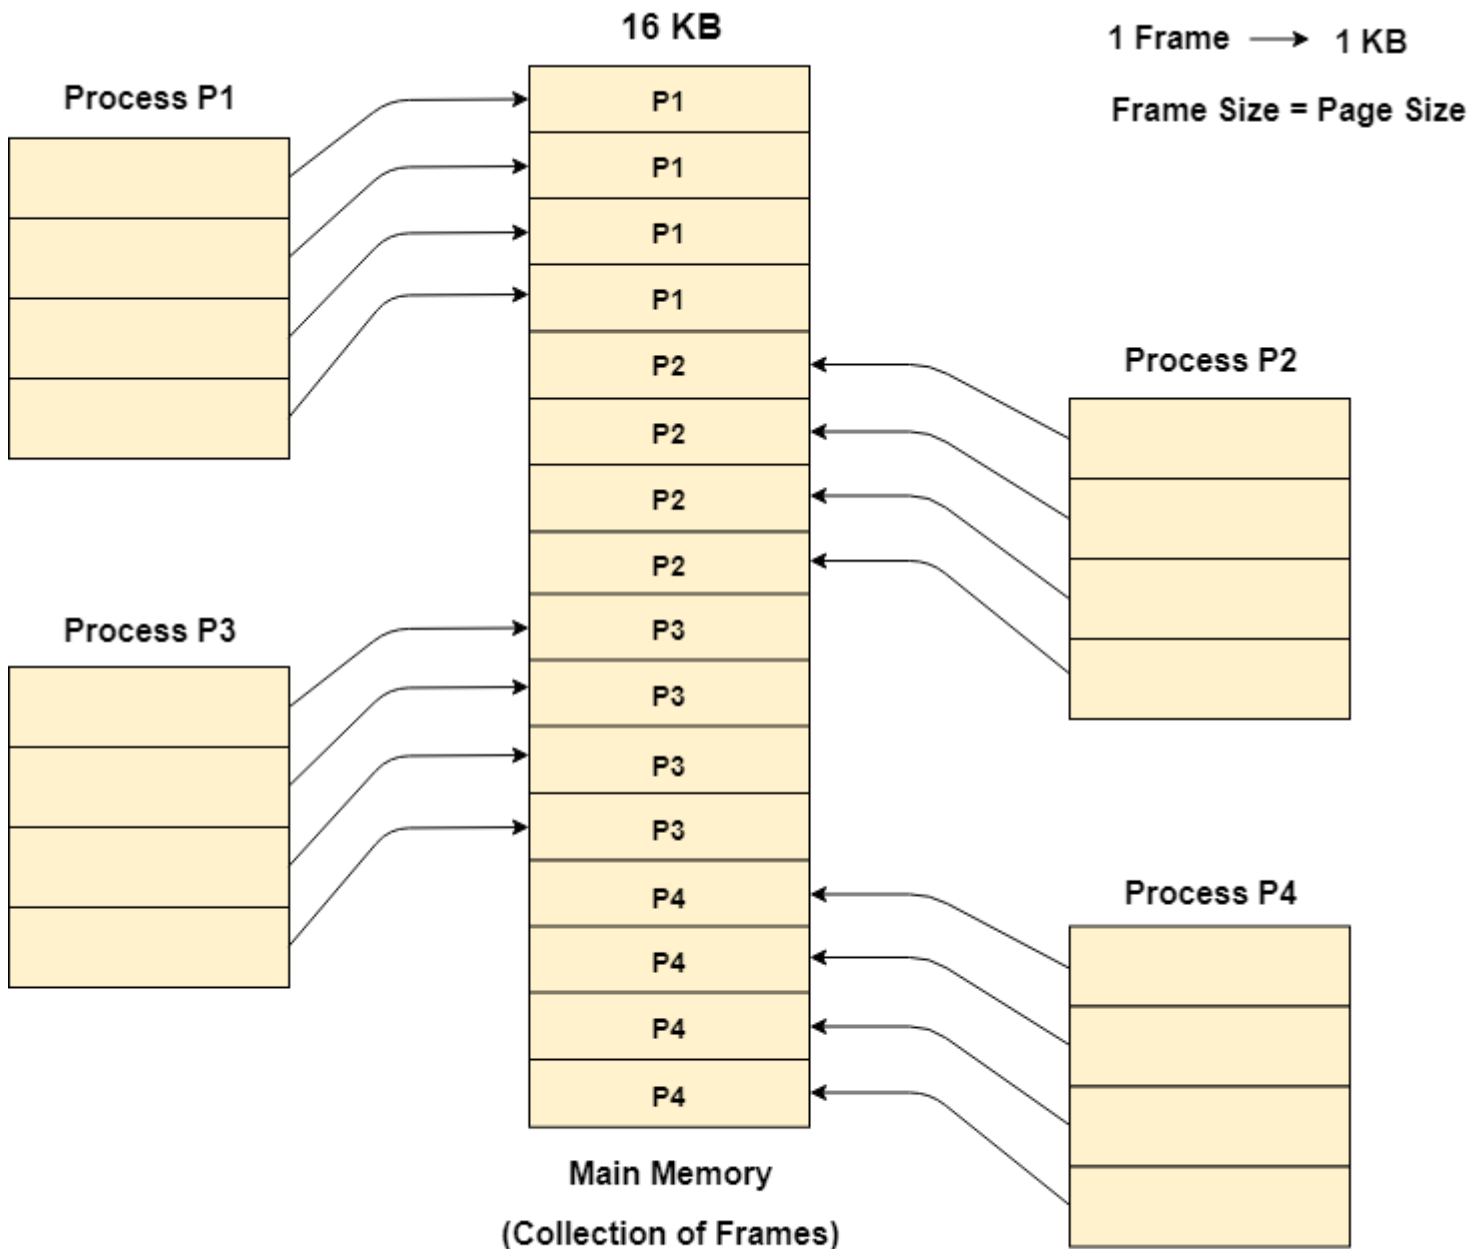 16 KB
1 Frame → 1 KB
Frame Size = Page Size
Process P1
P1
P1
P1
P1
Process P2
P2
P2
P2
P2
Process P3
P3
P3
P3
P3
Process P4
P4
P4
P4
P4
Main Memory
(Collection of Frames)